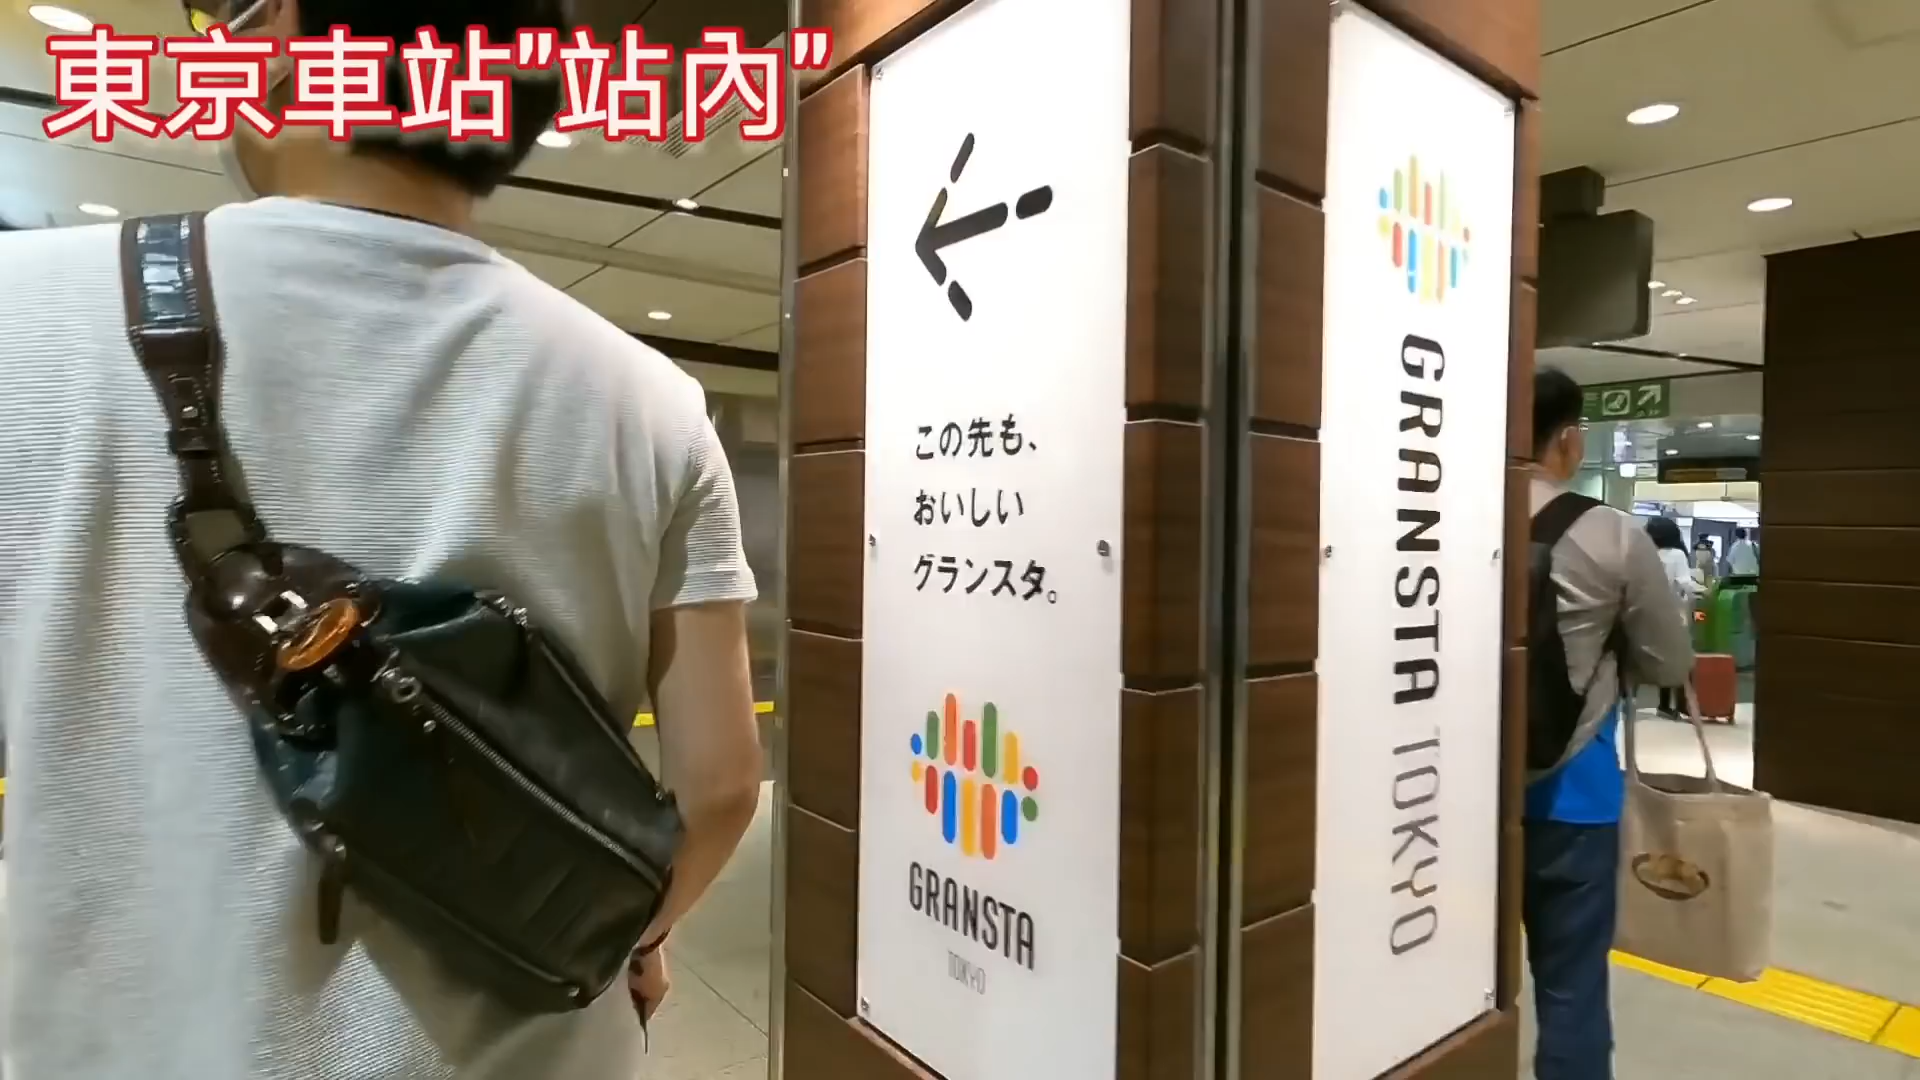 東京車站"站內"
この先も、
おいしい
グランスタ。
GRANSTA
TOKYO
GRANSTA TOKYO